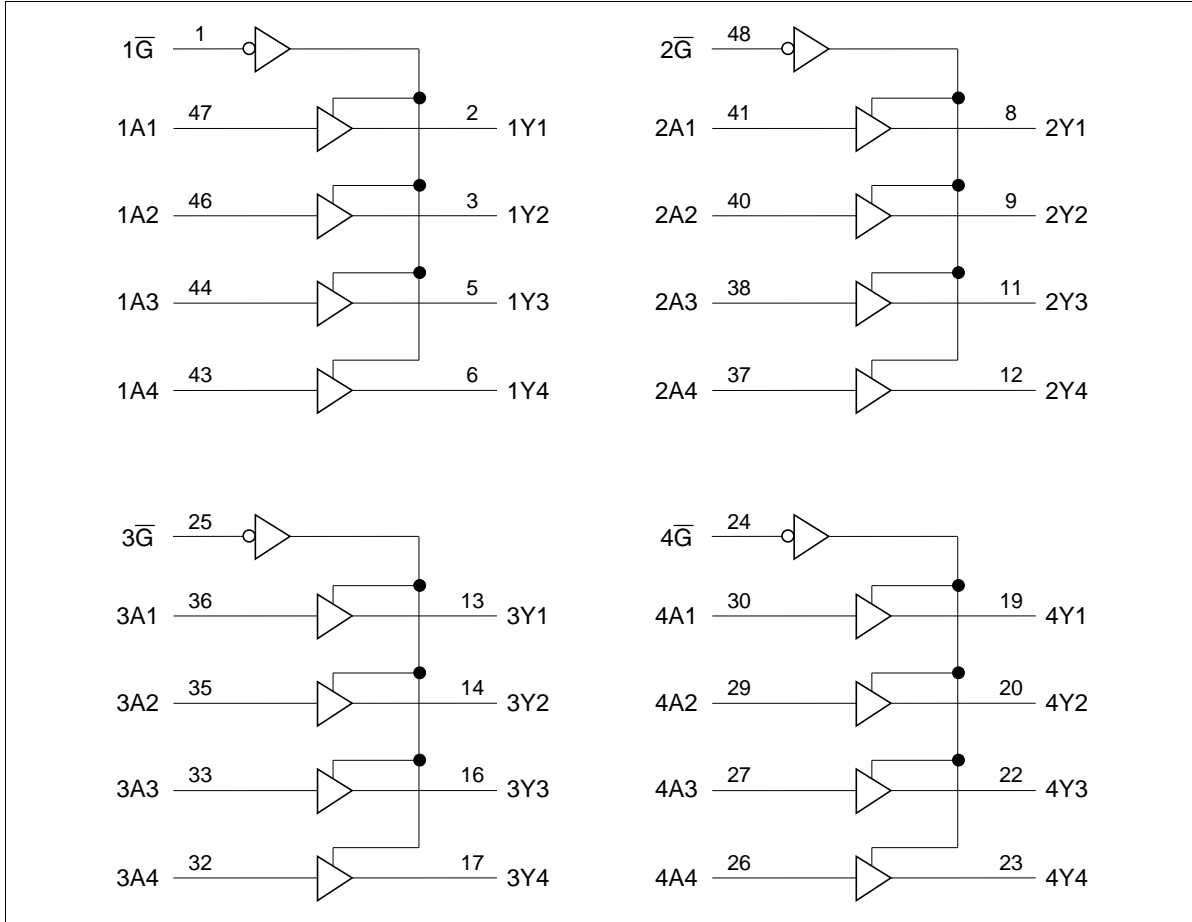 1G̅ 1
1A1 47 2 1Y1
1A2 46 3 1Y2
1A3 44 5 1Y3
1A4 43 6 1Y4
2G̅ 48
2A1 41 8 2Y1
2A2 40 9 2Y2
2A3 38 11 2Y3
2A4 37 12 2Y4
3G̅ 25
3A1 36 13 3Y1
3A2 35 14 3Y2
3A3 33 16 3Y3
3A4 32 17 3Y4
4G̅ 24
4A1 30 19 4Y1
4A2 29 20 4Y2
4A3 27 22 4Y3
4A4 26 23 4Y4